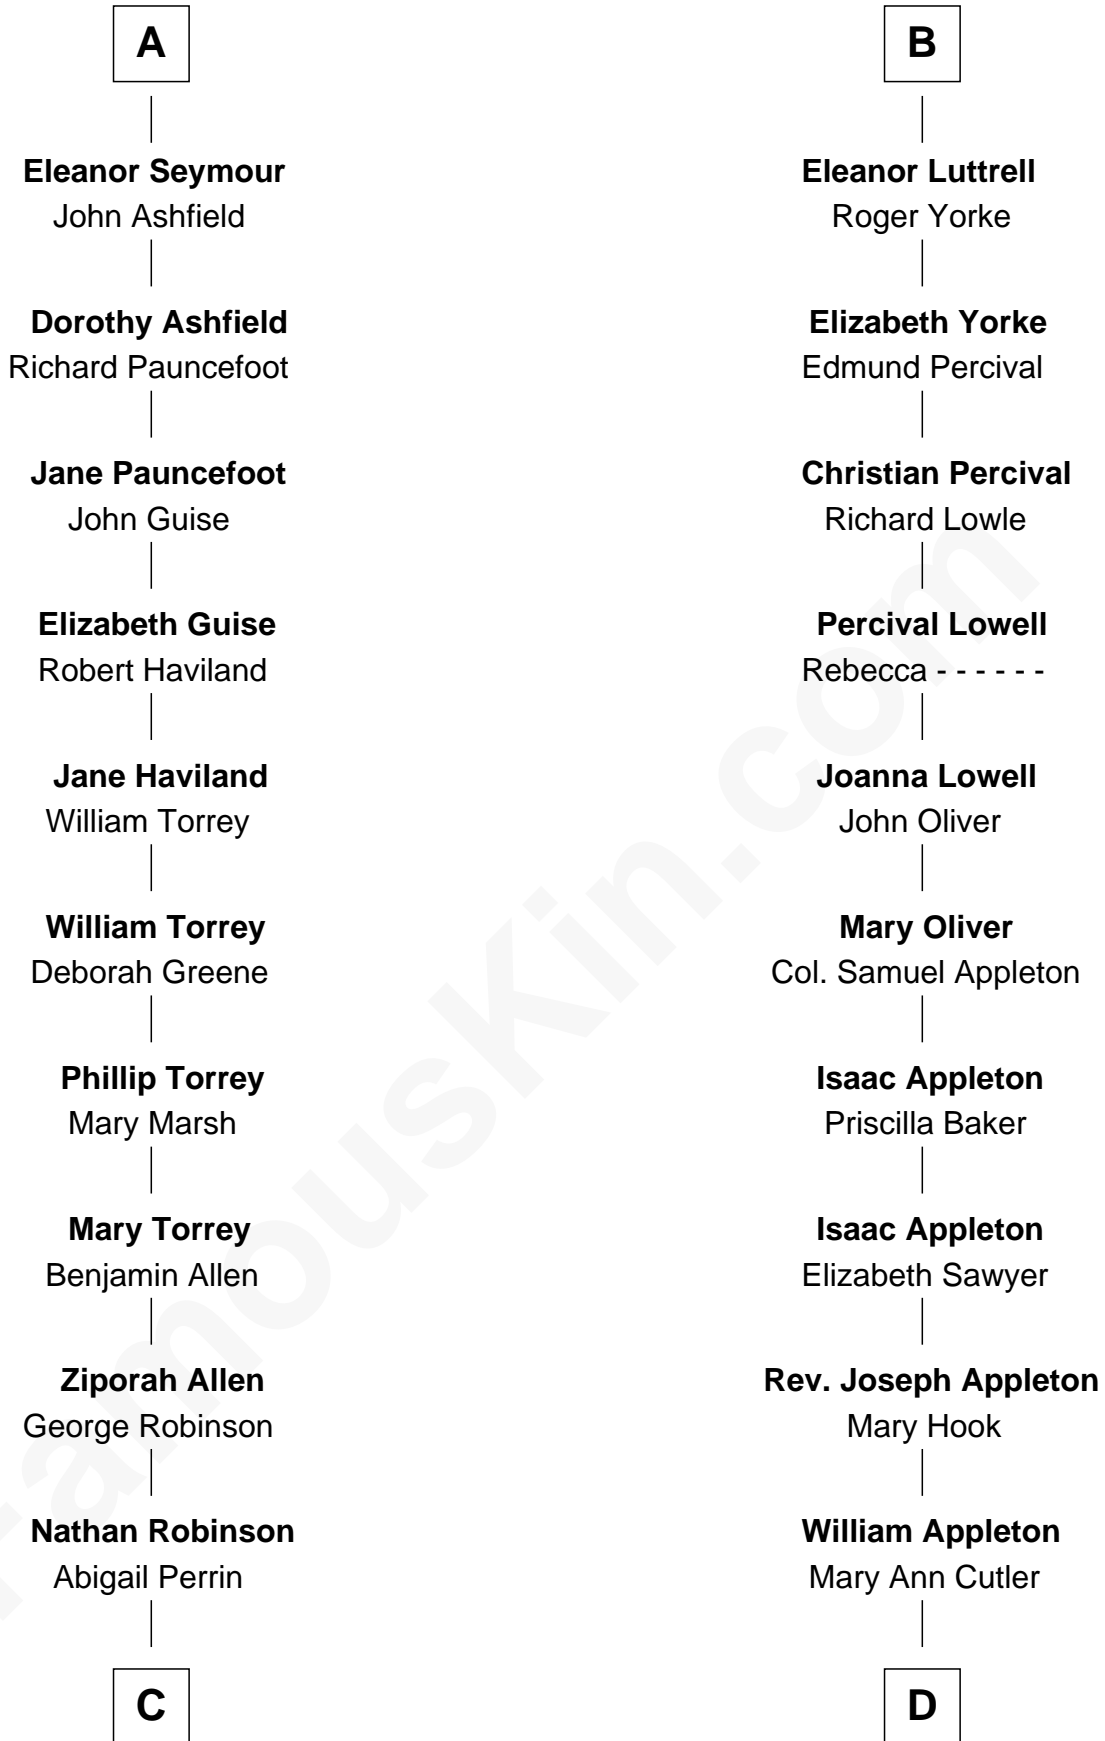 A
Eleanor Seymour
John Ashfield
Dorothy Ashfield
Richard Pauncefoot
Jane Pauncefoot
John Guise
Elizabeth Guise
Robert Haviland
Jane Haviland
William Torrey
William Torrey
Deborah Greene
Phillip Torrey
Mary Marsh
Mary Torrey
Benjamin Allen
Ziporah Allen
George Robinson
Nathan Robinson
Abigail Perrin
C
B
Eleanor Luttrell
Roger Yorke
Elizabeth Yorke
Edmund Percival
Christian Percival
Richard Lowle
Percival Lowell
Rebecca - - - - - -
Joanna Lowell
John Oliver
Mary Oliver
Col. Samuel Appleton
Isaac Appleton
Priscilla Baker
Isaac Appleton
Elizabeth Sawyer
Rev. Joseph Appleton
Mary Hook
William Appleton
Mary Ann Cutler
D
FamousKin.com